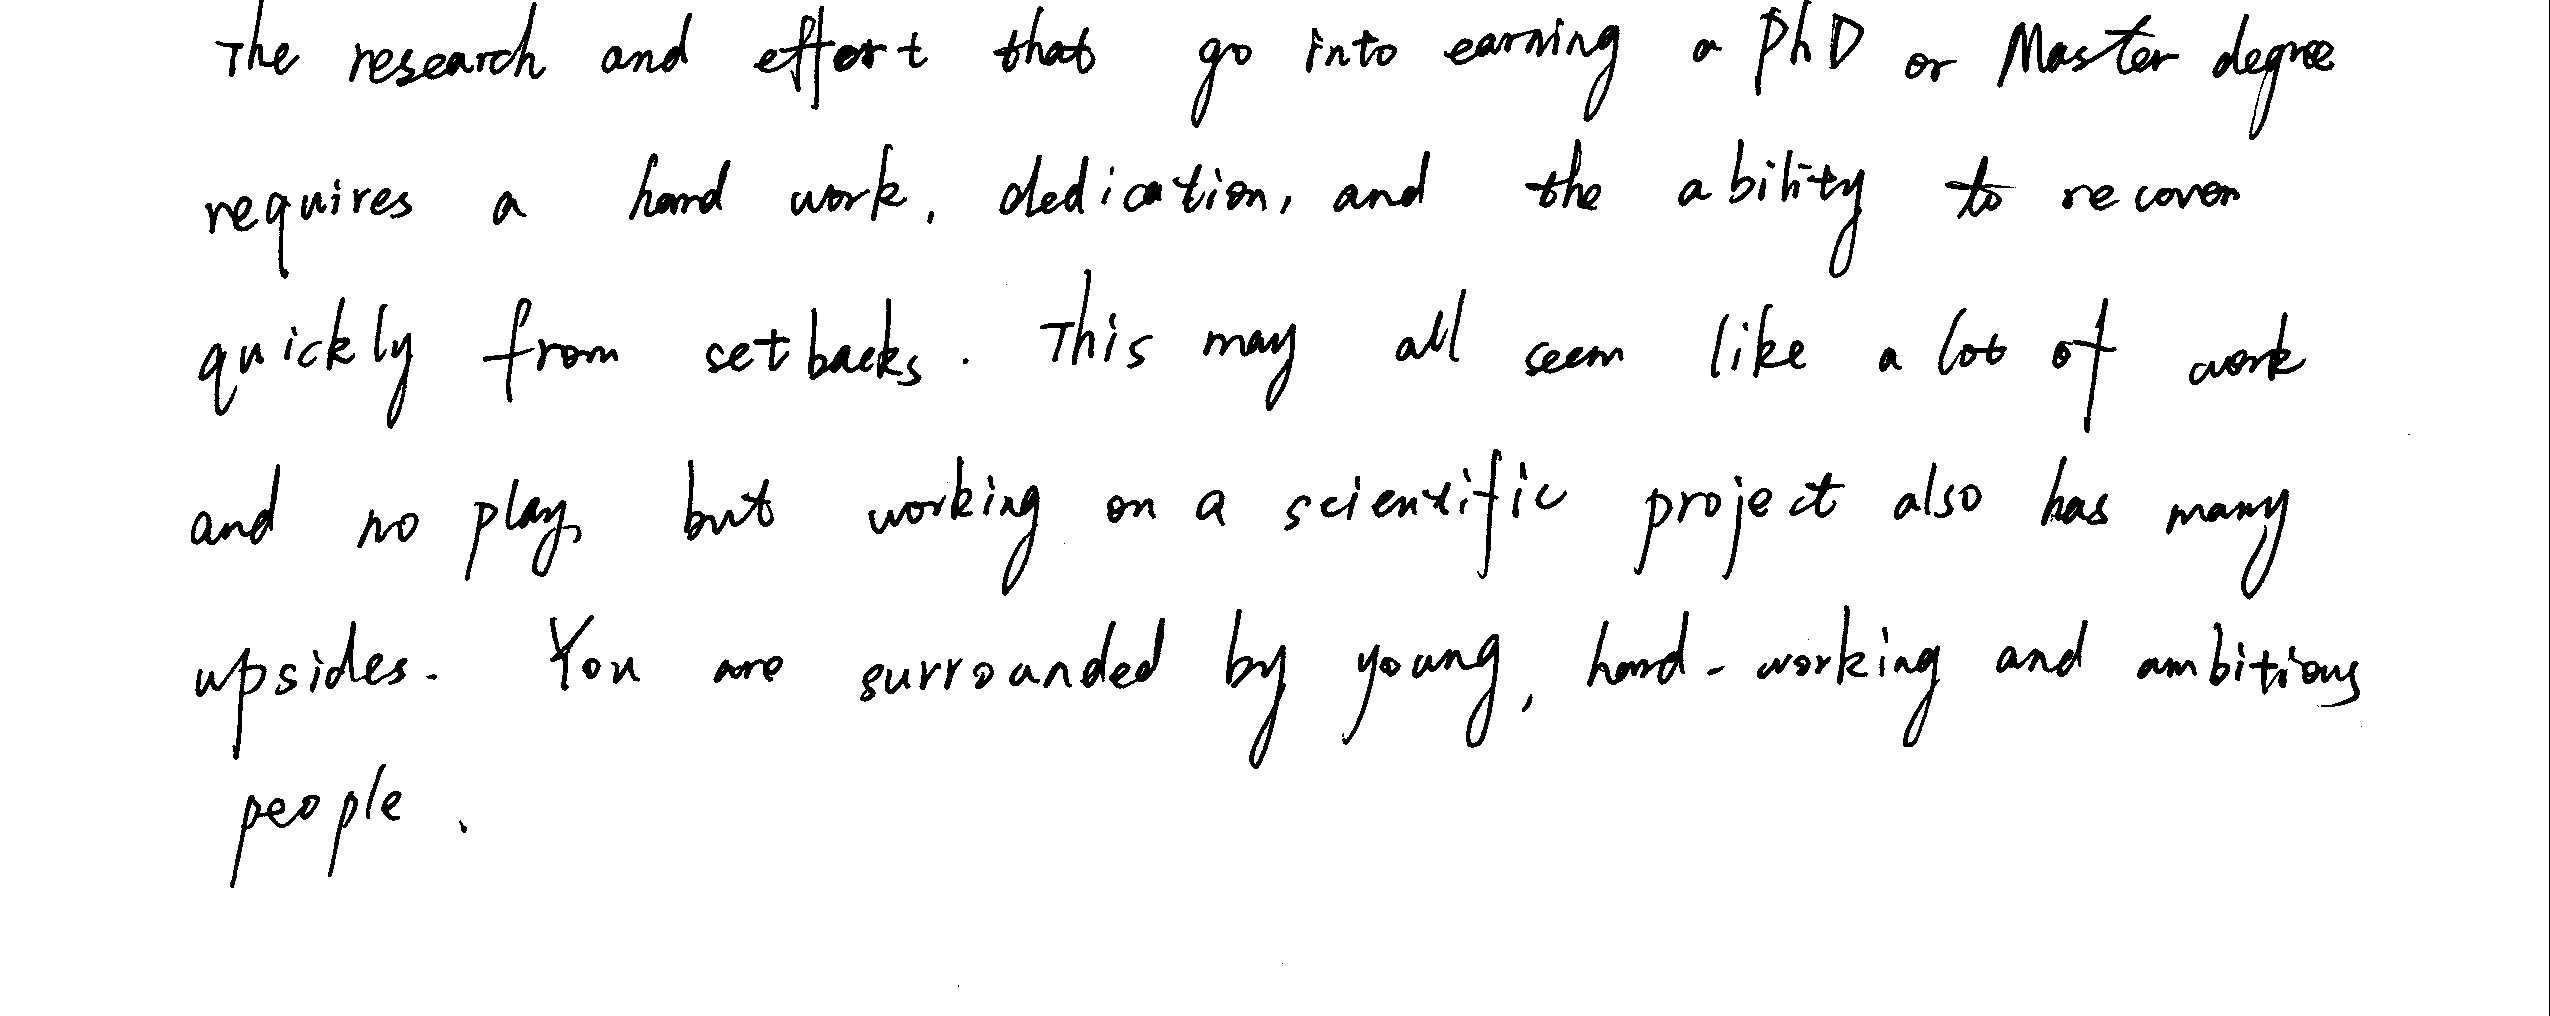 The research and effort that go into earning a PhD or Master degree
requires a hard work, dedication, and the ability to recover
quickly from setbacks. This may all seem like a lot of work
and no play, but working on a scientific project also has many
upsides. You are surrounded by young, hard-working and ambitious
people.